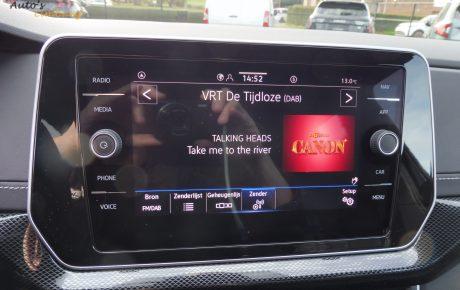 Auto's
RADIO
MEDIA
PHONE
VOICE
14:52
13.0°C
VRT De Tijdloze (DAB)
TALKING HEADS
Take me to the river
CANON
Bron
FM/DAB
Zenderlijst
Geheugenlijst
Zender
Setup
NAV
APP
CAR
MENU